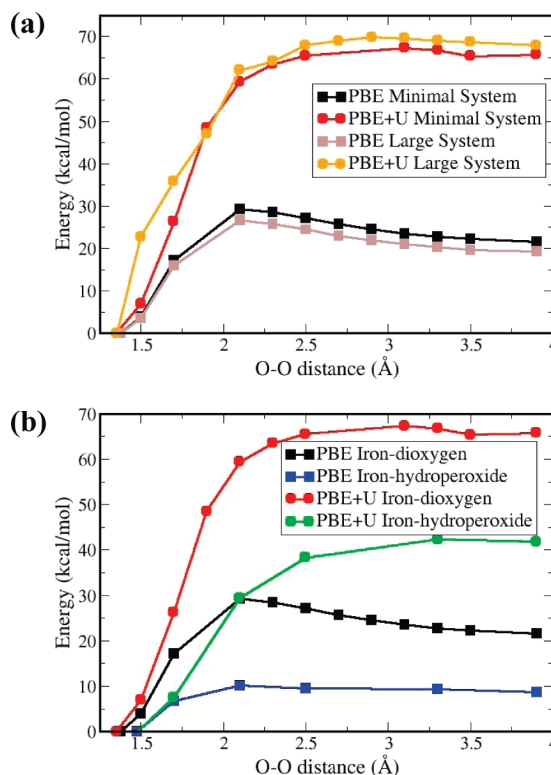 (a)
Energy (kcal/mol)
70
60
50
40
30
20
10
0
PBE Minimal System
PBE+U Minimal System
PBE Large System
PBE+U Large System
1.5 2 2.5 3 3.5 4
O-O distance (Å)
(b)
Energy (kcal/mol)
70
60
50
40
30
20
10
0
PBE Iron-dioxygen
PBE Iron-hydroperoxide
PBE+U Iron-dioxygen
PBE+U Iron-hydroperoxide
1.5 2 2.5 3 3.5 4
O-O distance (Å)